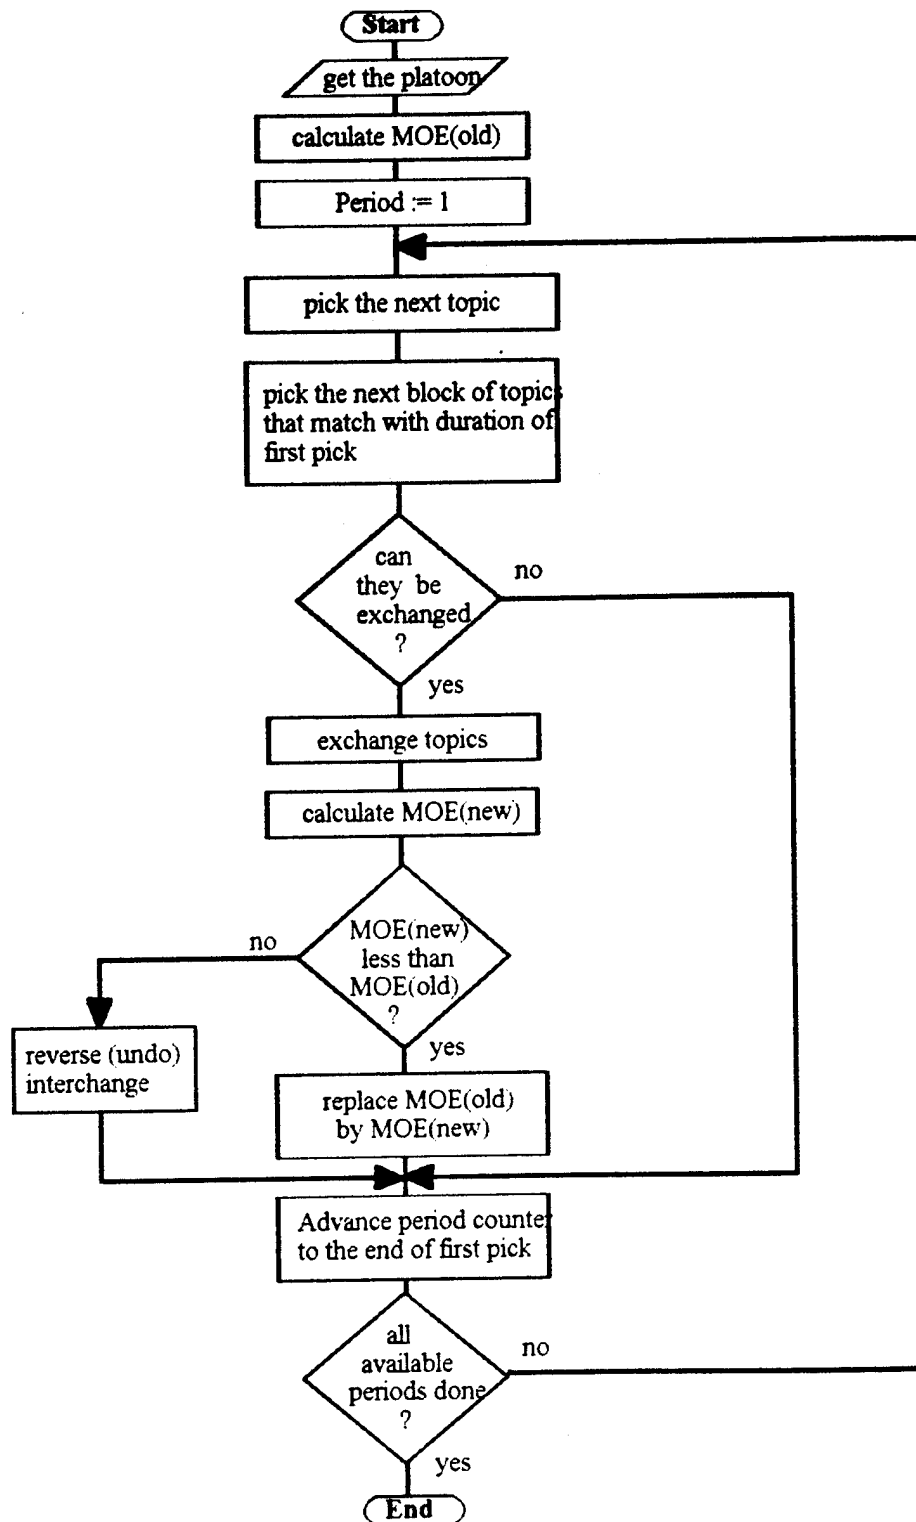 Start
get the platoon
calculate MOE(old)
Period := 1
pick the next topic
pick the next block of topics
that match with duration of
first pick
can
they be
exchanged
?
no
yes
exchange topics
calculate MOE(new)
MOE(new)
less than
MOE(old)
?
no
yes
reverse (undo)
interchange
replace MOE(old)
by MOE(new)
Advance period counter
to the end of first pick
all
available
periods done
?
no
yes
End